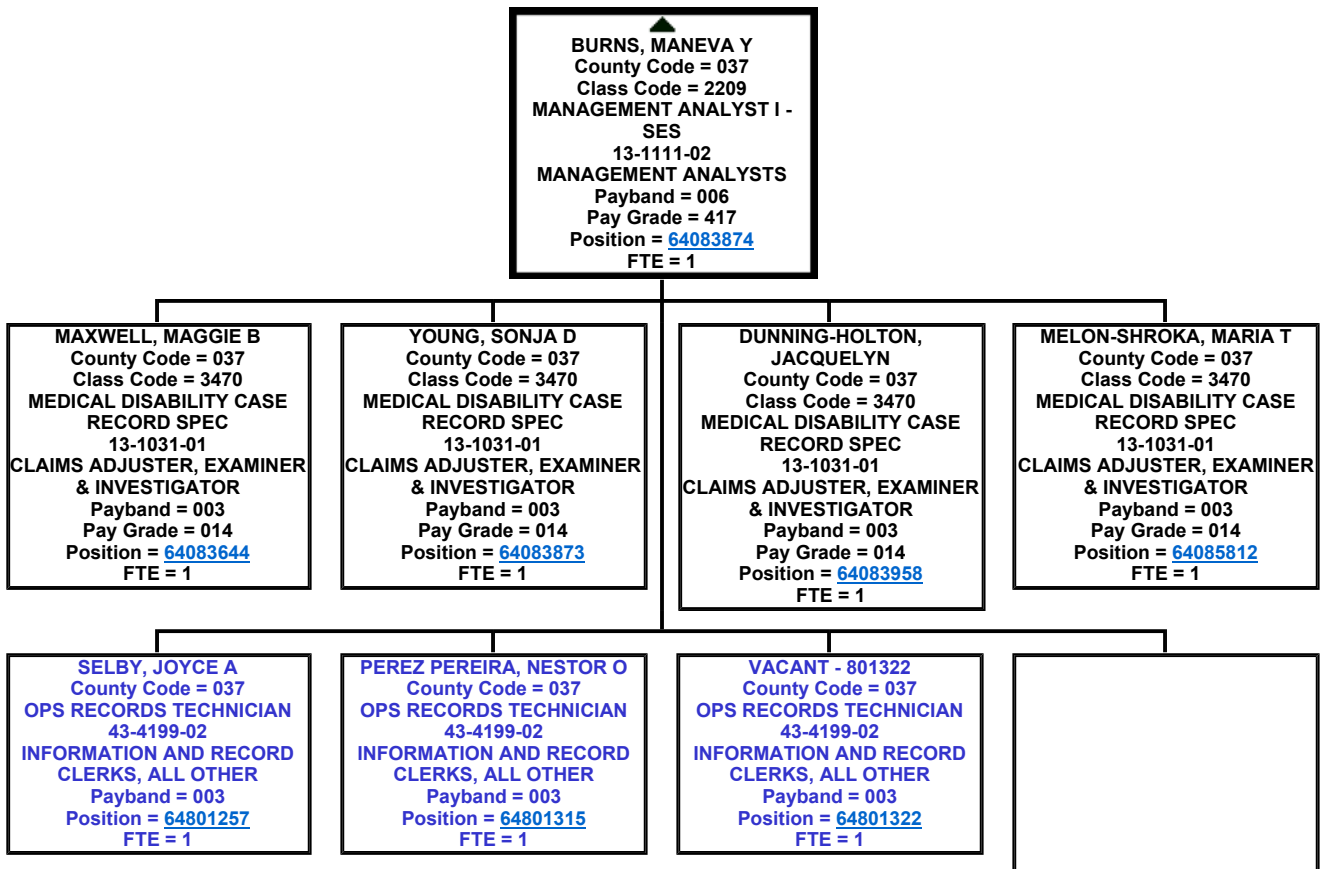 BURNS, MANEVA Y
County Code = 037
Class Code = 2209
MANAGEMENT ANALYST I -
SES
13-1111-02
MANAGEMENT ANALYSTS
Payband = 006
Pay Grade = 417
Position = 64083874
FTE = 1
MAXWELL, MAGGIE B
County Code = 037
Class Code = 3470
MEDICAL DISABILITY CASE
RECORD SPEC
13-1031-01
CLAIMS ADJUSTER, EXAMINER
& INVESTIGATOR
Payband = 003
Pay Grade = 014
Position = 64083644
FTE = 1
YOUNG, SONJA D
County Code = 037
Class Code = 3470
MEDICAL DISABILITY CASE
RECORD SPEC
13-1031-01
CLAIMS ADJUSTER, EXAMINER
& INVESTIGATOR
Payband = 003
Pay Grade = 014
Position = 64083873
FTE = 1
DUNNING-HOLTON,
JACQUELYN
County Code = 037
Class Code = 3470
MEDICAL DISABILITY CASE
RECORD SPEC
13-1031-01
CLAIMS ADJUSTER, EXAMINER
& INVESTIGATOR
Payband = 003
Pay Grade = 014
Position = 64083958
FTE = 1
MELON-SHROKA, MARIA T
County Code = 037
Class Code = 3470
MEDICAL DISABILITY CASE
RECORD SPEC
13-1031-01
CLAIMS ADJUSTER, EXAMINER
& INVESTIGATOR
Payband = 003
Pay Grade = 014
Position = 64085812
FTE = 1
SELBY, JOYCE A
County Code = 037
OPS RECORDS TECHNICIAN
43-4199-02
INFORMATION AND RECORD
CLERKS, ALL OTHER
Payband = 003
Position = 64801257
FTE = 1
PEREZ PEREIRA, NESTOR O
County Code = 037
OPS RECORDS TECHNICIAN
43-4199-02
INFORMATION AND RECORD
CLERKS, ALL OTHER
Payband = 003
Position = 64801315
FTE = 1
VACANT - 801322
County Code = 037
OPS RECORDS TECHNICIAN
43-4199-02
INFORMATION AND RECORD
CLERKS, ALL OTHER
Payband = 003
Position = 64801322
FTE = 1